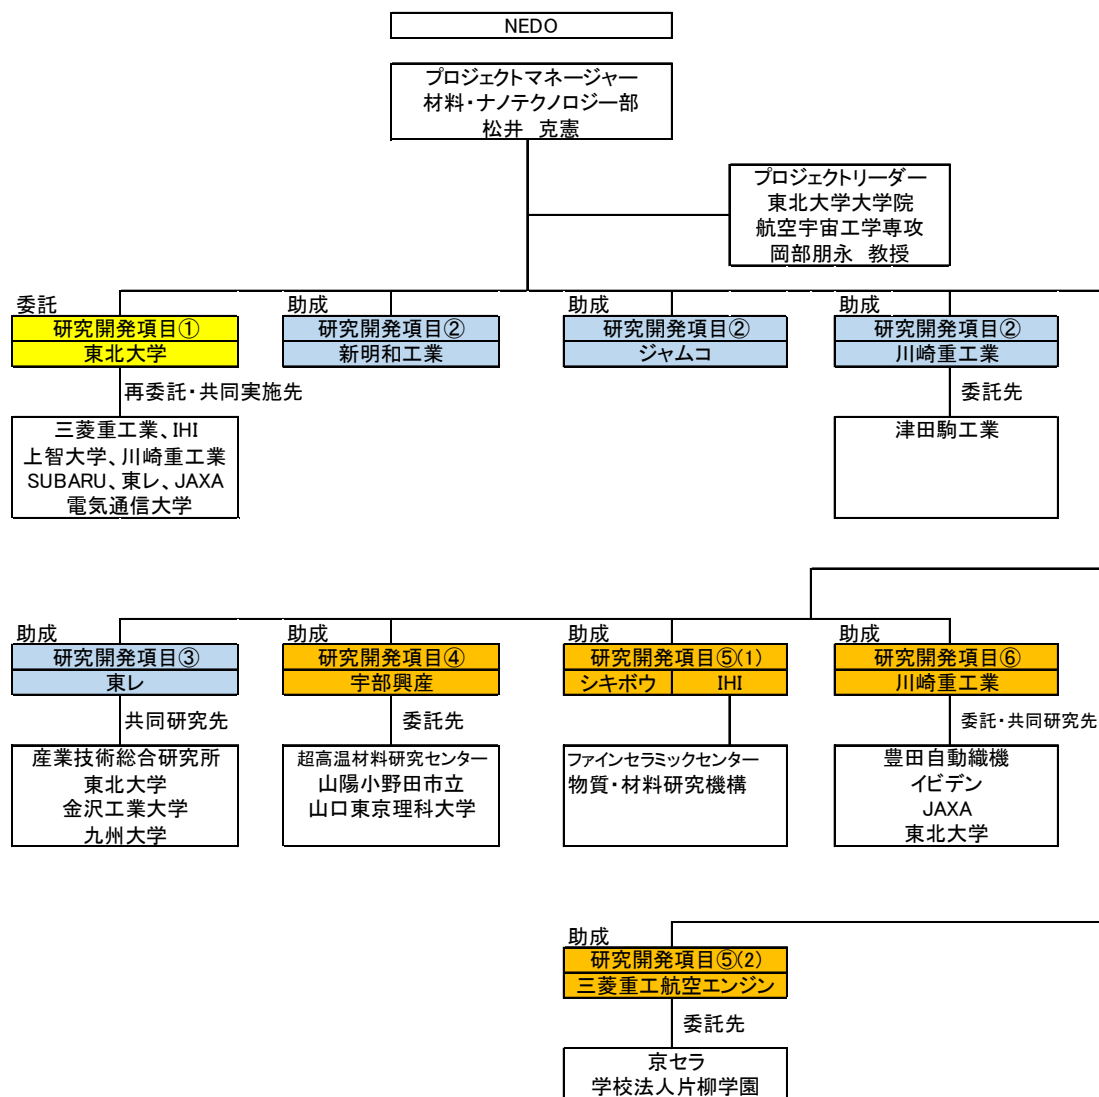 NEDO
プロジェクトマネージャー
材料・ナノテクノロジー部
松井　克憲
プロジェクトリーダー
東北大学大学院
航空宇宙工学専攻
岡部朋永　教授
委託
研究開発項目①
東北大学
再委託・共同実施先
三菱重工業、IHI
上智大学、川崎重工業
SUBARU、東レ、JAXA
電気通信大学
助成
研究開発項目②
新明和工業
助成
研究開発項目②
ジャムコ
助成
研究開発項目②
川崎重工業
委託先
津田駒工業
助成
研究開発項目③
東レ
共同研究先
産業技術総合研究所
東北大学
金沢工業大学
九州大学
助成
研究開発項目④
宇部興産
委託先
超高温材料研究センター
山陽小野田市立
山口東京理科大学
助成
研究開発項目⑤(1)
シキボウ　IHI
ファインセラミックセンター
物質・材料研究機構
助成
研究開発項目⑥
川崎重工業
委託・共同研究先
豊田自動織機
イビデン
JAXA
東北大学
助成
研究開発項目⑤(2)
三菱重工航空エンジン
委託先
京セラ
学校法人片柳学園